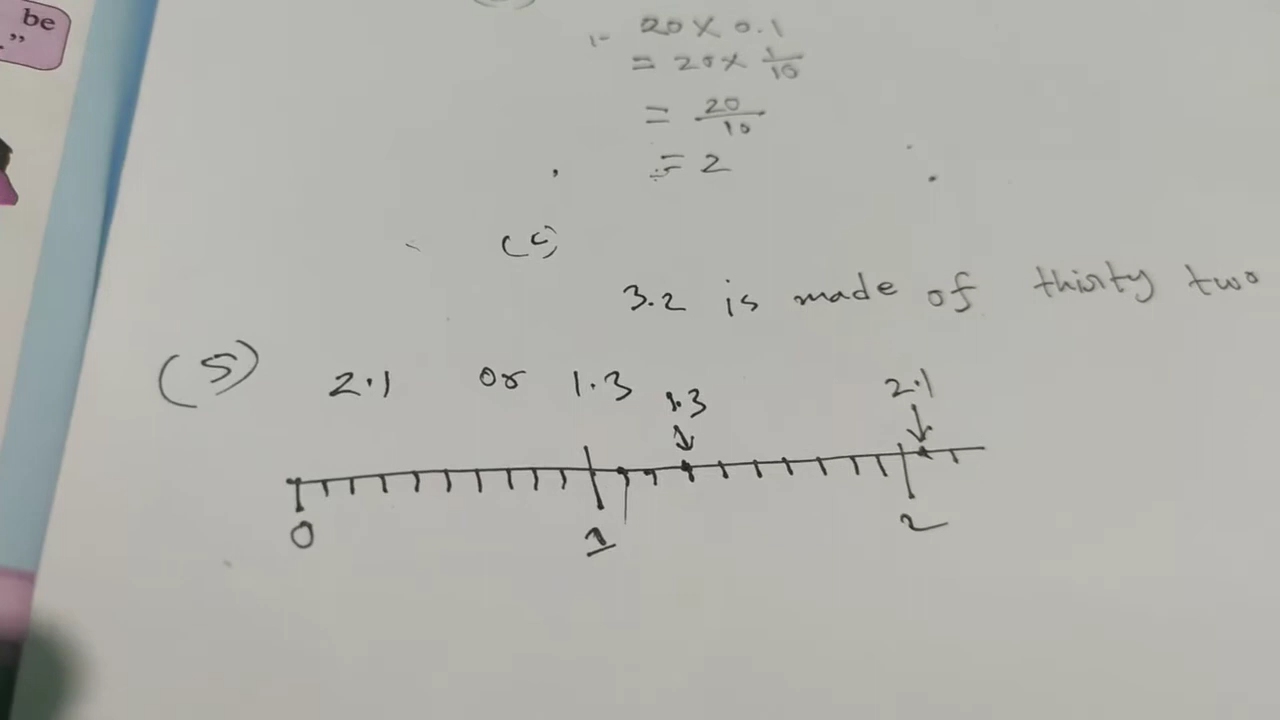 be
."
:- 20 × 0.1
= 20 × 1/10
= 20/10
= 2
(c)
3.2 is made of thirty two
(5) 2.1 or 1.3
1.3 2.1
0 1 2